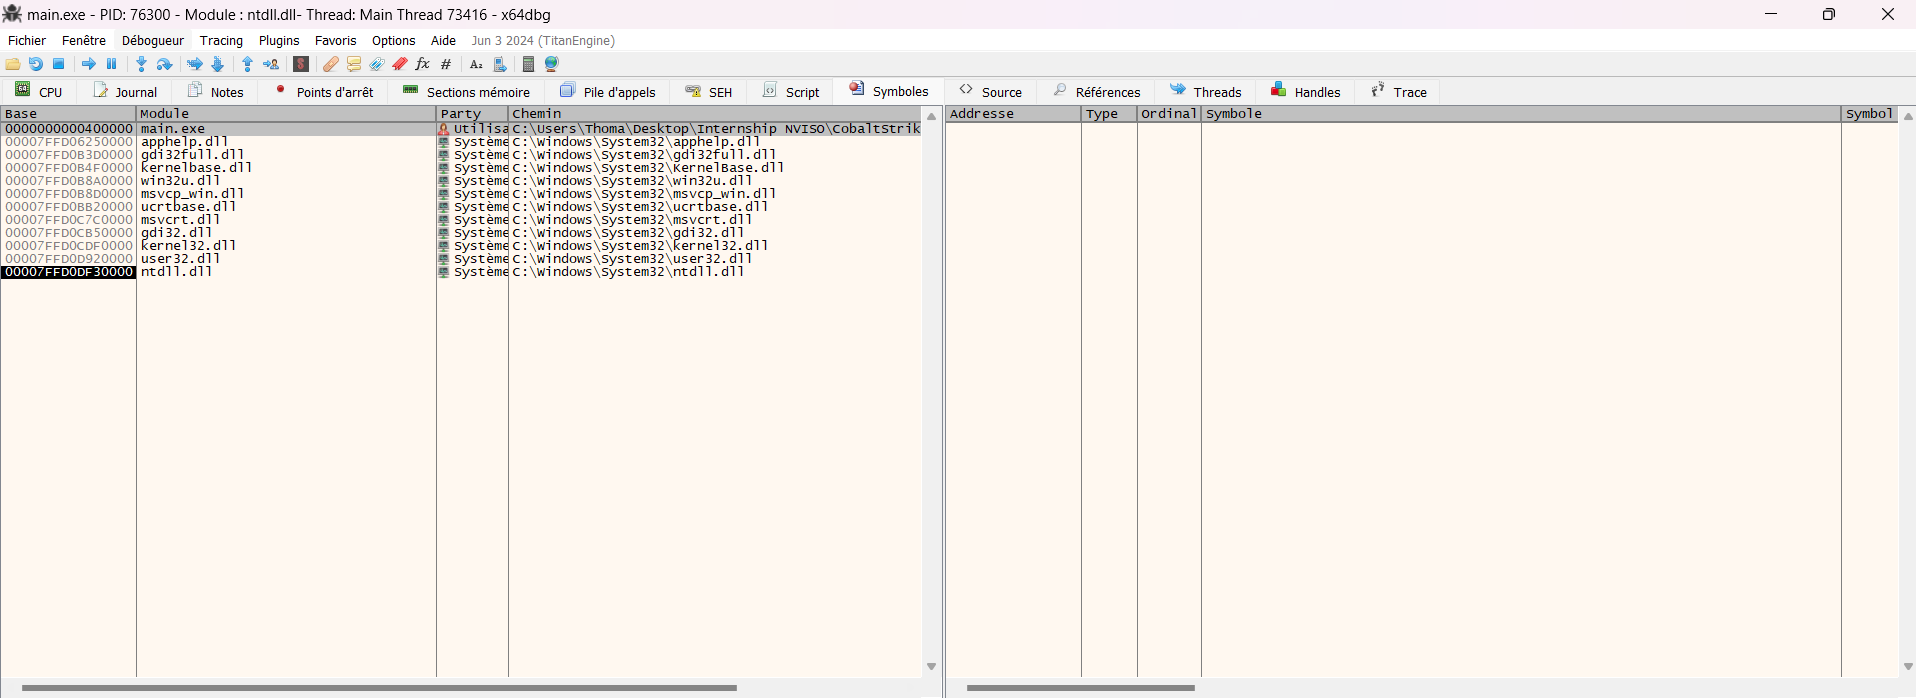 main.exe - PID: 76300 - Module : ntdll.dll- Thread: Main Thread 73416 - x64dbg
Fichier Fenêtre Débogueur Tracing Plugins Favoris Options Aide Jun 3 2024 (TitanEngine)
CPU Journal Notes Points d'arrêt Sections mémoire Pile d'appels SEH Script Symboles Source Références Threads Handles Trace
Base Module Party Chemin Addresse Type Ordinal Symbole Symbol
0000000000400000 main.exe Utilisa C:\Users\Thoma\Desktop\Internship NVISO\CobaltStrik
00007FFD06250000 apphelp.dll Système C:\Windows\System32\apphelp.dll
00007FFD0B3D0000 gdi32full.dll Système C:\Windows\System32\gdi32full.dll
00007FFD0B4F0000 kernelbase.dll Système C:\Windows\System32\KernelBase.dll
00007FFD0B8A0000 win32u.dll Système C:\Windows\System32\win32u.dll
00007FFD0B8D0000 msvcp_win.dll Système C:\Windows\System32\msvcp_win.dll
00007FFD0BB20000 ucrtbase.dll Système C:\Windows\System32\ucrtbase.dll
00007FFD0C7C0000 msvcrt.dll Système C:\Windows\System32\msvcrt.dll
00007FFD0CB50000 gdi32.dll Système C:\Windows\System32\gdi32.dll
00007FFD0CDF0000 kernel32.dll Système C:\Windows\System32\kernel32.dll
00007FFD0D920000 user32.dll Système C:\Windows\System32\user32.dll
00007FFD0DF30000 ntdll.dll Système C:\Windows\System32\ntdll.dll